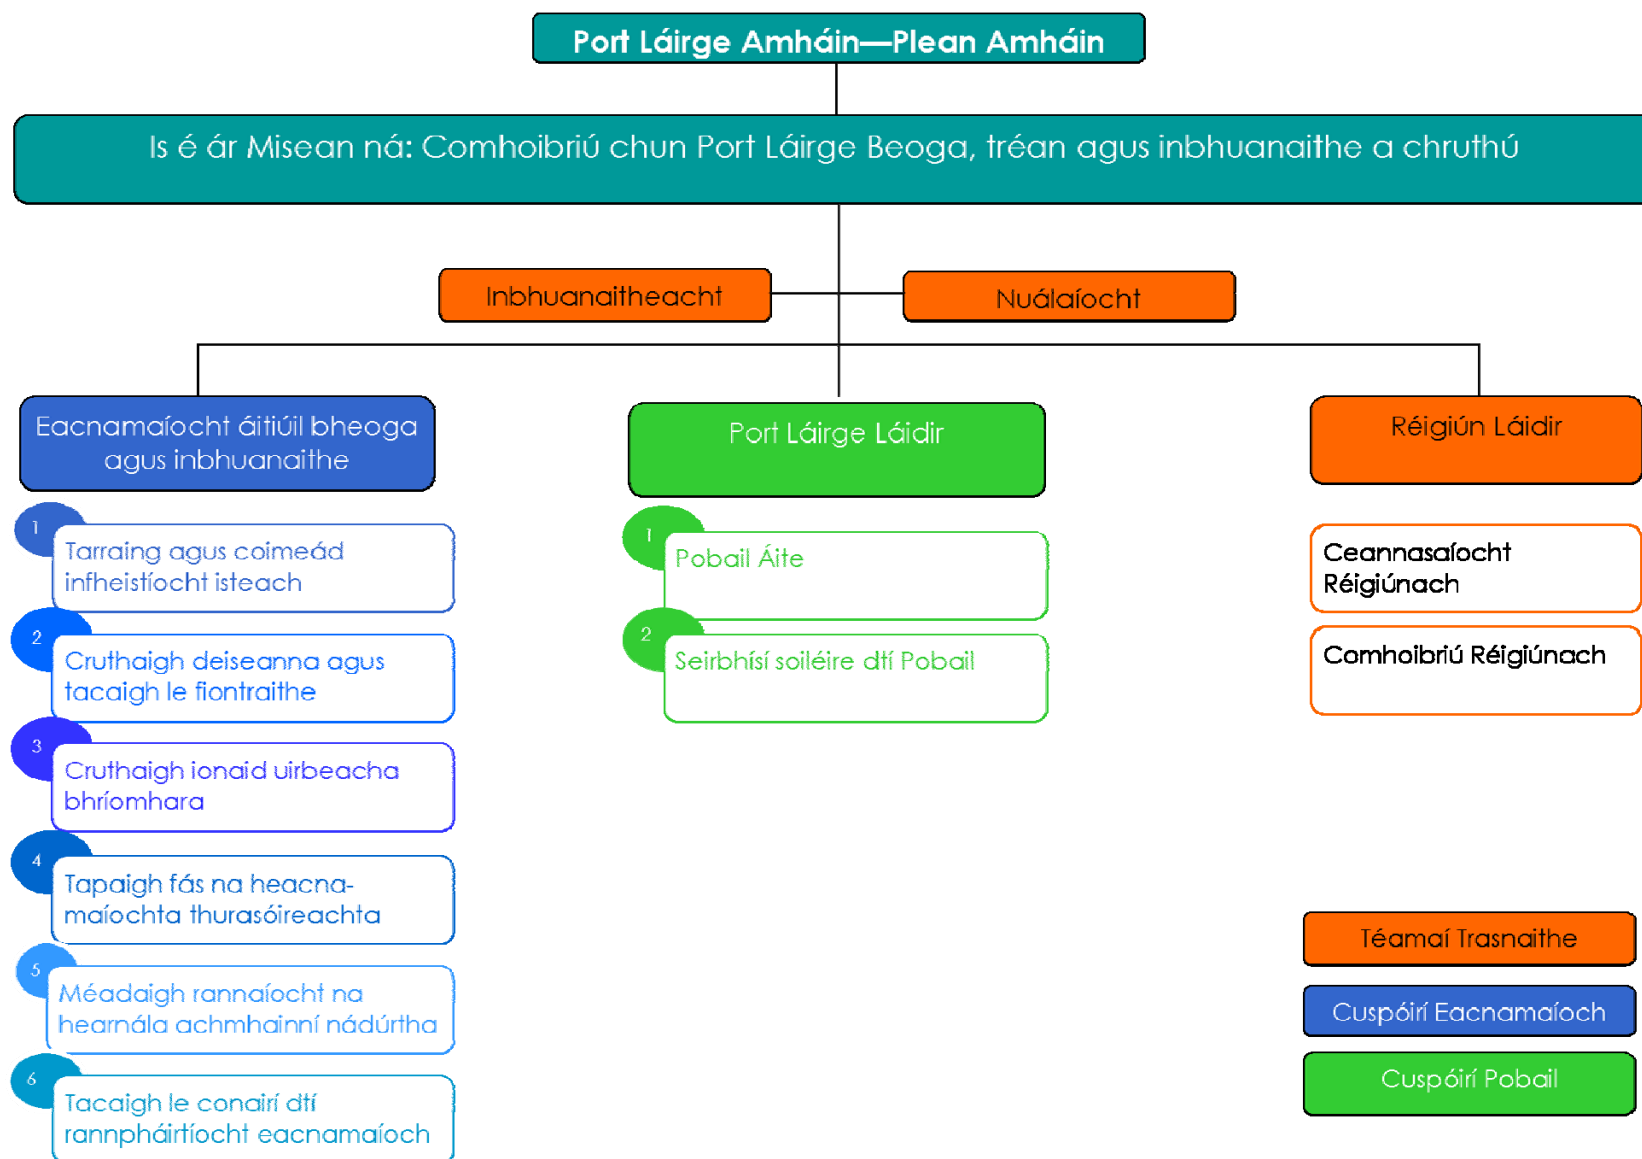 Port Láirge Amháin—Plean Amháin
Is é ár Misean ná: Comhoibriú chun Port Láirge Beoga, tréan agus inbhuanaithe a chruthú
Inbhuanaitheacht
Nuálaíocht
Eacnamaíocht áitiúil bheoga
agus inbhuanaithe
1
Tarraing agus coimeád
infheistíocht isteach
2
Cruthaigh deiseanna agus
tacaigh le fiontraithe
3
Cruthaigh ionaid uirbeacha
bhríomhara
4
Tapaigh fás na heacna-
maíochta thurasóireachta
5
Méadaigh rannaíocht na
hearnála achmhainní nádúrtha
6
Tacaigh le conairí dtí
rannpháirtíocht eacnamaíoch
Port Láirge Láidir
1
Pobail Áite
2
Seirbhísí soiléire dtí Pobail
Réigiún Láidir
Ceannasaíocht
Réigiúnach
Comhoibriú Réigiúnach
Téamaí Trasnaithe
Cuspóirí Eacnamaíoch
Cuspóirí Pobail